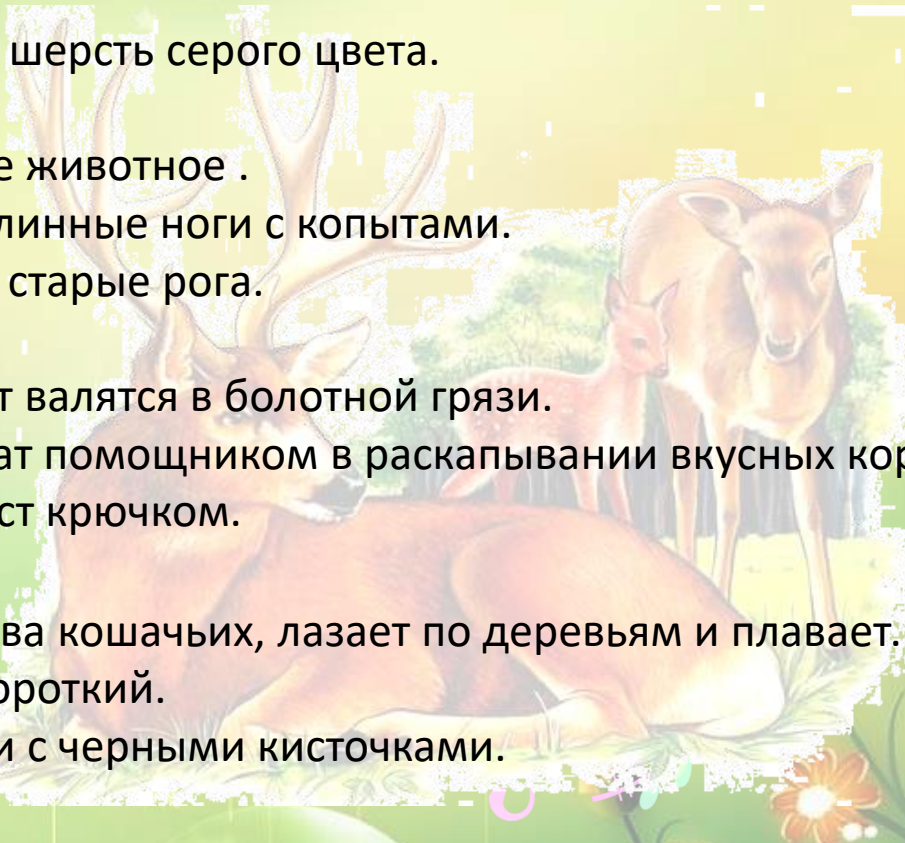 шерсть серого цвета.
е животное .
линные ноги с копытами.
старые рога.
т валятся в болотной грязи.
ат помощником в раскапывании вкусных кор
ст крючком.
ва кошачьих, лазает по деревьям и плавает.
ороткий.
и с черными кисточками.